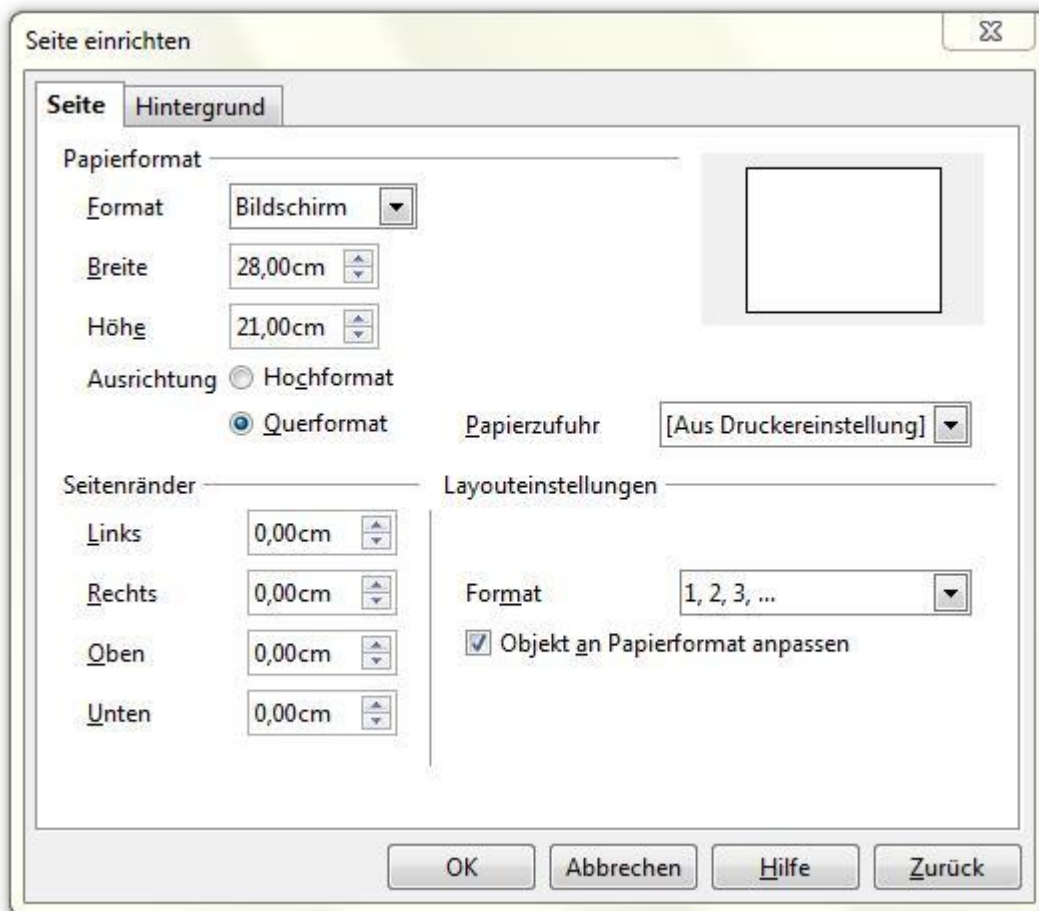 Seite einrichten
Seite Hintergrund
Papierformat
Format Bildschirm
Breite 28,00cm
Höhe 21,00cm
Ausrichtung Hochformat
Querformat Papierzufuhr [Aus Druckereinstellung]
Seitenränder Layouteinstellungen
Links 0,00cm
Rechts 0,00cm Format 1, 2, 3, ...
Oben 0,00cm Objekt an Papierformat anpassen
Unten 0,00cm
OK Abbrechen Hilfe Zurück